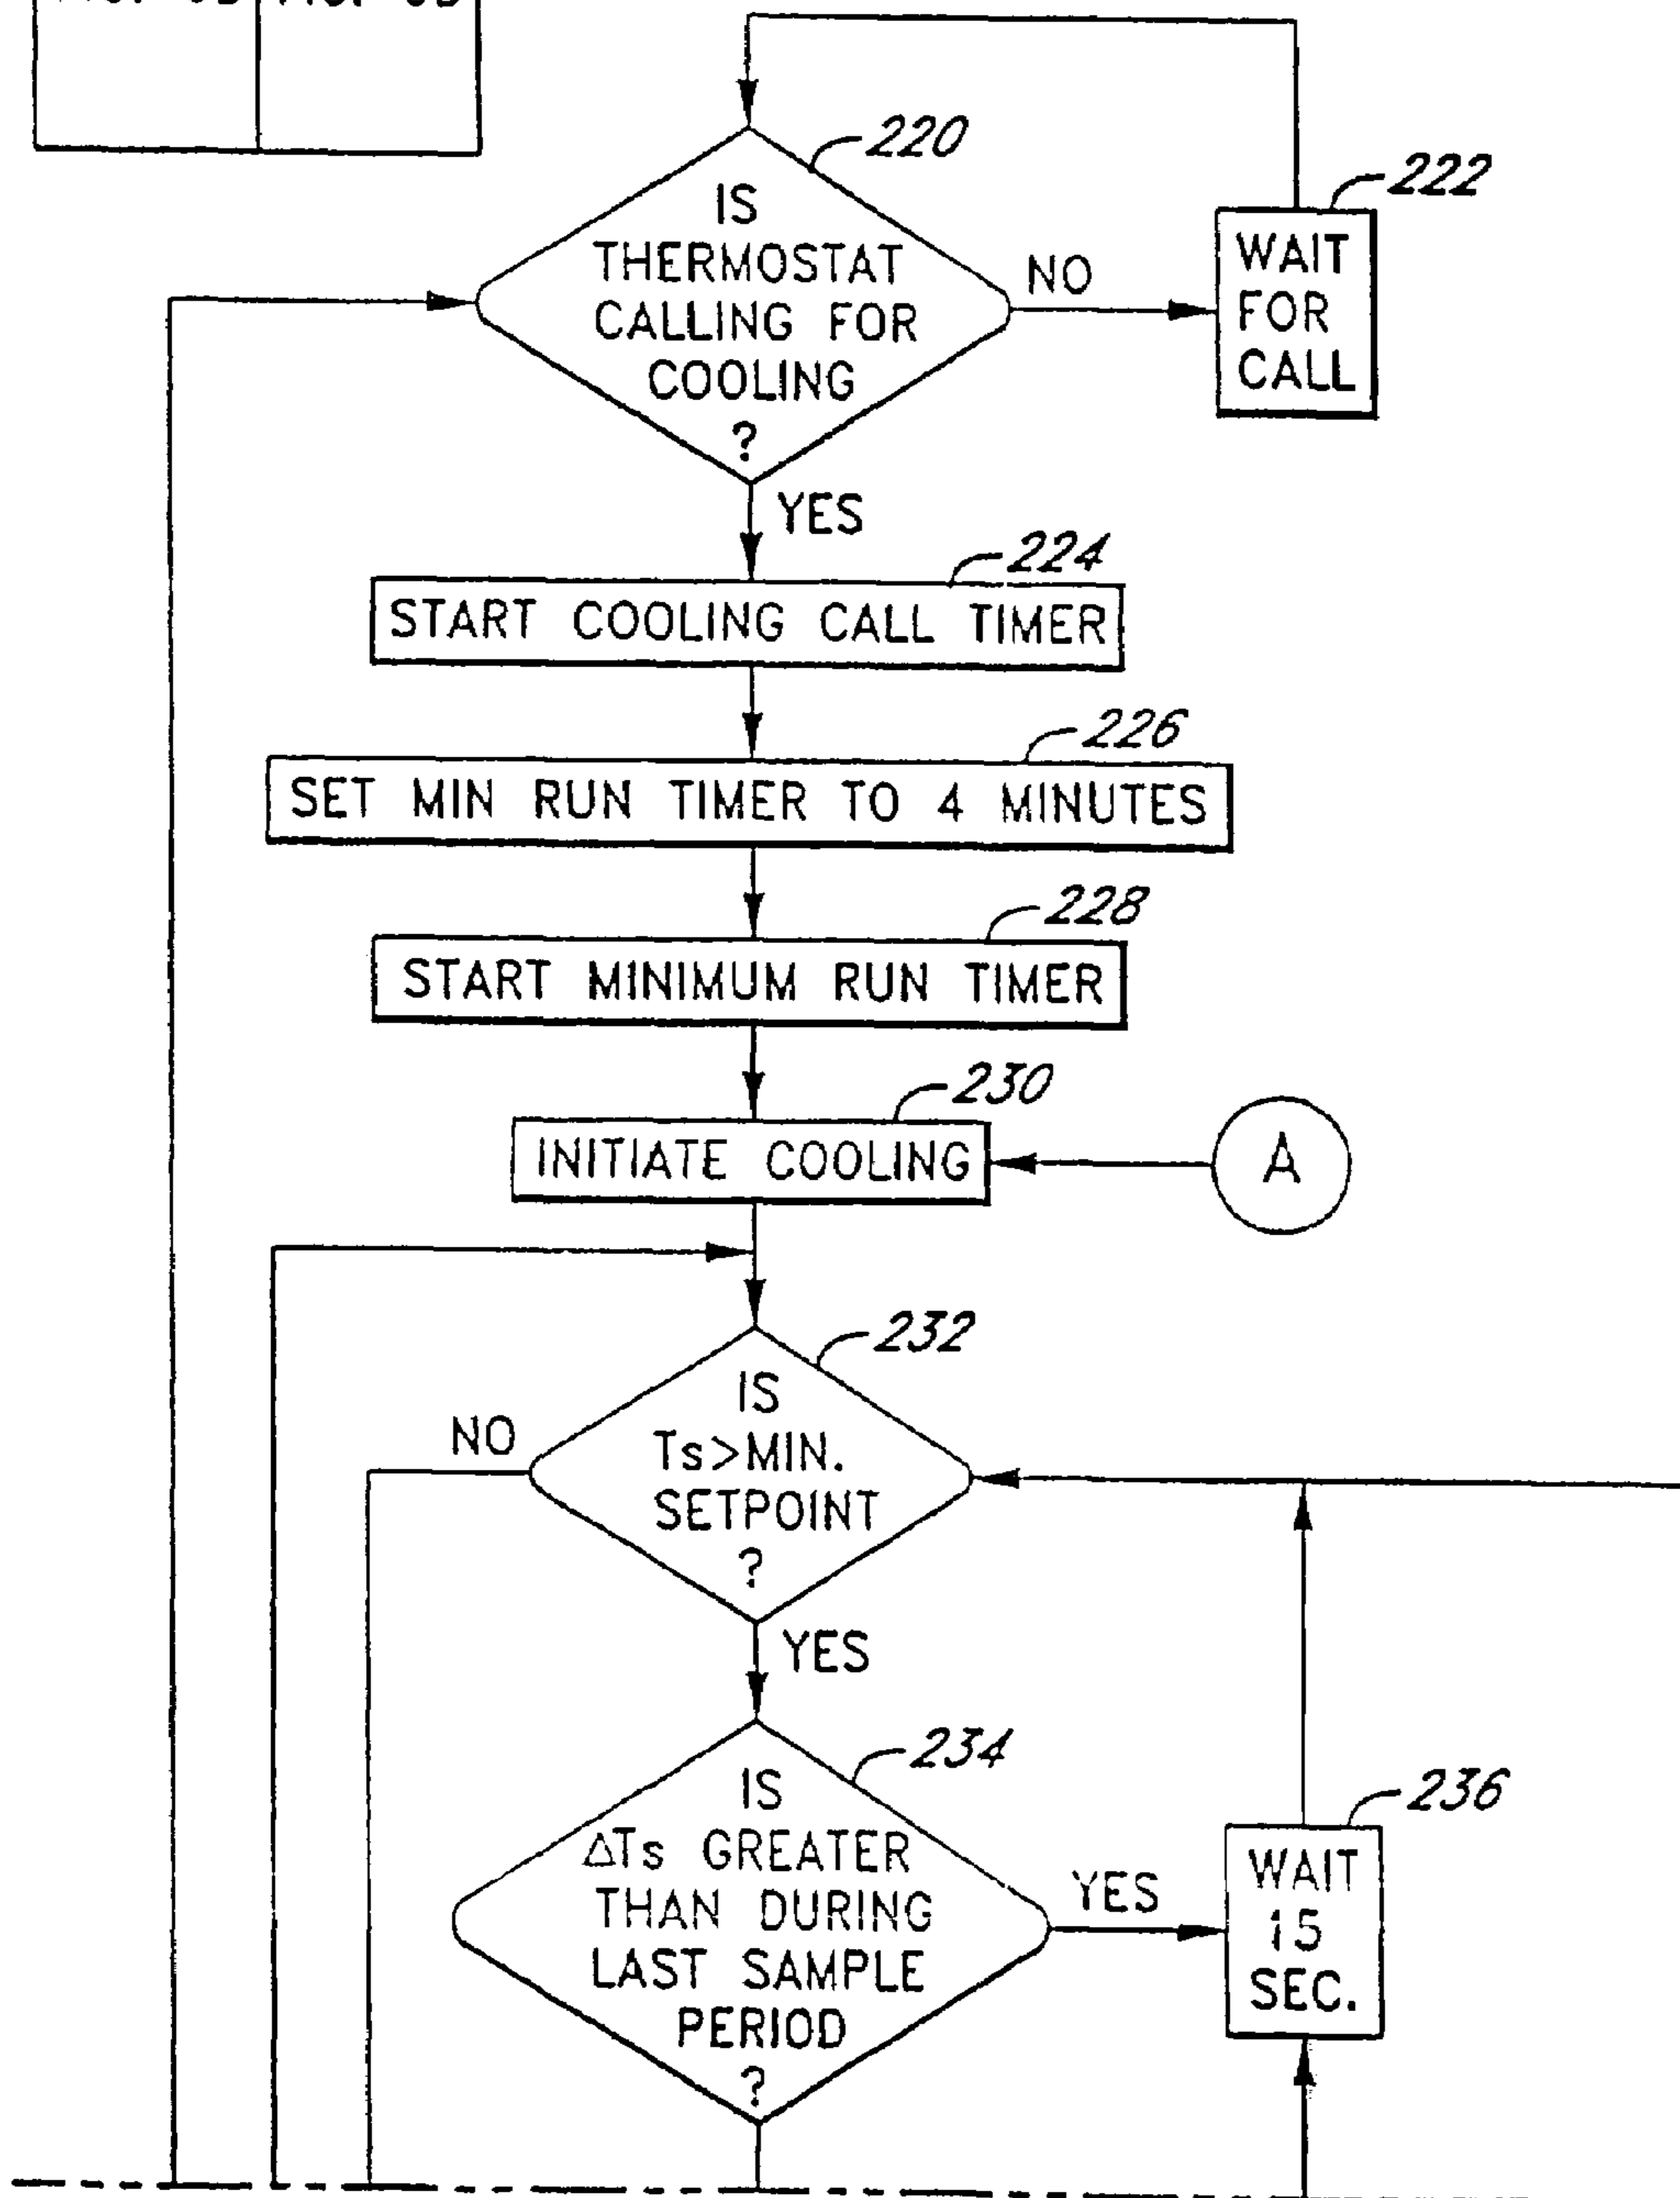 220
IS
THERMOSTAT
CALLING FOR
COOLING
?
NO
222
WAIT
FOR
CALL
YES
224
START COOLING CALL TIMER
226
SET MIN RUN TIMER TO 4 MINUTES
228
START MINIMUM RUN TIMER
230
INITIATE COOLING
A
232
IS
Ts>MIN.
SETPOINT
?
NO
YES
234
IS
ΔTs GREATER
THAN DURING
LAST SAMPLE
PERIOD
?
YES
236
WAIT
15
SEC.